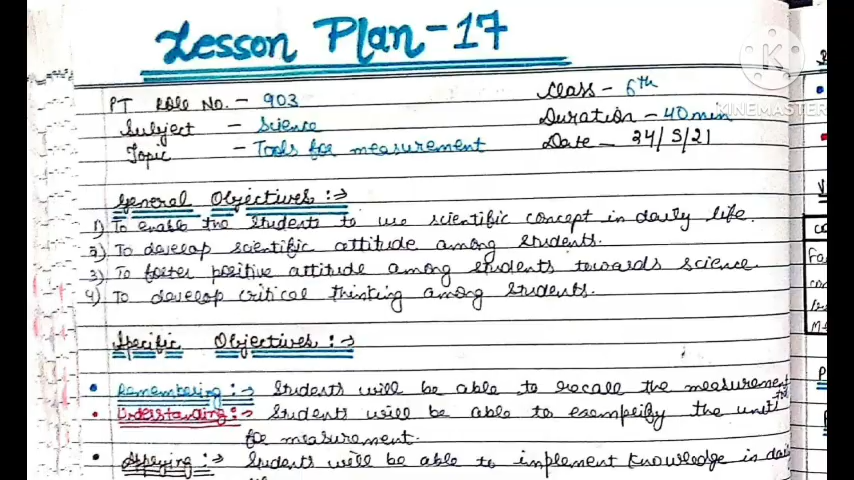 Lesson Plan - 17
KINEMASTER
PT Role No. - 903
Class - 6th
Subject - Science
Duration - 40 min
Topic - Tools for measurement
Date - 24/5/21
General Objectives :->
1) To enable the students to use scientific concept in daily life.
2) To develop scientific attitude among students.
3) To foster positive attitude among students towards science.
4) To develop critical thinking among students.
Specific Objectives :->
• Remembering :-> Students will be able to recall the measurement
• Understanding :-> Students will be able to exemplify the unit
for measurement.
• Applying :-> Students will be able to implement knowledge in